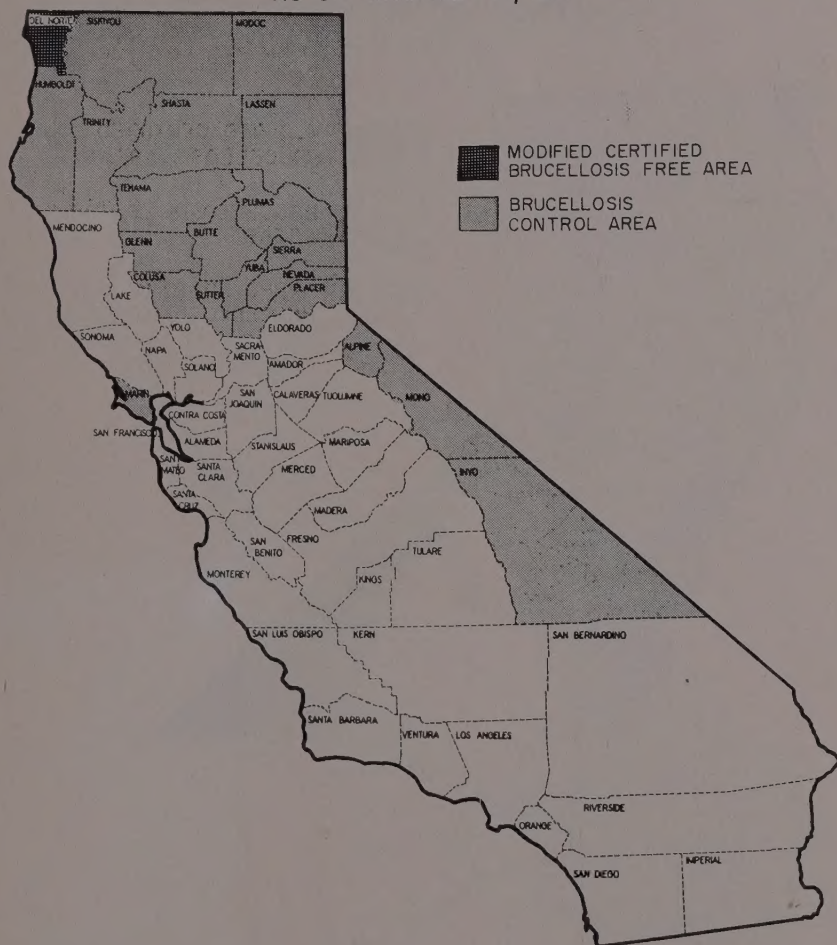 DEL NORTE
SISKIYOU
MODOC
HUMBOLDT
TRINITY
SHASTA
LASSEN
MODIFIED CERTIFIED
BRUCELLOSIS FREE AREA
BRUCELLOSIS
CONTROL AREA
TEHAMA
PLUMAS
MENDOCINO
GLENN
BUTTE
SIERRA
COLUSA
YUBA
NEVADA
LAKE
SUTTER
PLACER
SONOMA
YOLO
ELDORADO
NAPA
SACRA
MENTO
ALPINE
SOLANO
AMADOR
MARIN
SAN
JOAQUIN
CALAVERAS
TUOLUMNE
MONO
CONTRA COSTA
SAN FRANCISCO
ALAMEDA
STANISLAUS
MARIPOSA
SAN
MATEO
SANTA
CLARA
MERCED
INYO
SANTA
CRUZ
MADERA
SAN
BENITO
FRESNO
TULARE
MONTEREY
KINGS
SAN LUIS OBISPO
KERN
SAN BERNARDINO
SANTA BARBARA
VENTURA
LOS ANGELES
RIVERSIDE
ORANGE
SAN DIEGO
IMPERIAL